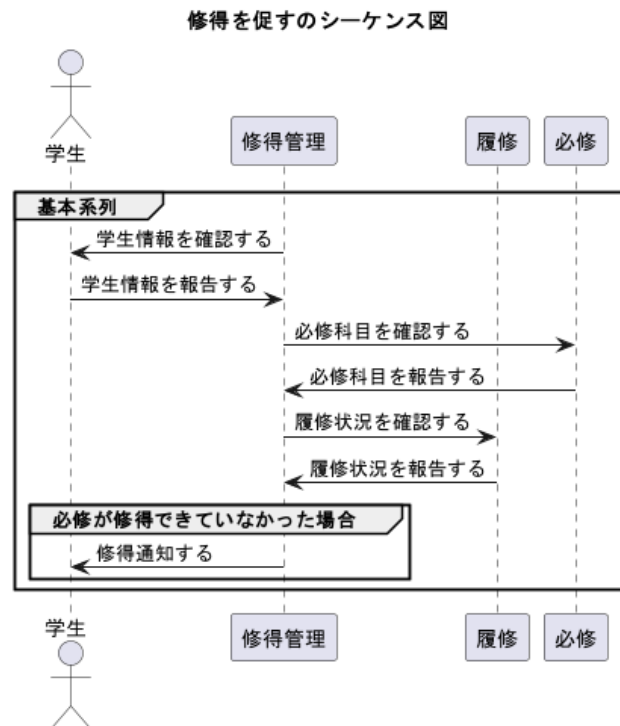 修得を促すのシーケンス図
学生
修得管理
履修
必修
基本系列
学生情報を確認する
学生情報を報告する
必修科目を確認する
必修科目を報告する
履修状況を確認する
履修状況を報告する
必修が修得できていなかった場合
修得通知する
学生
修得管理
履修
必修